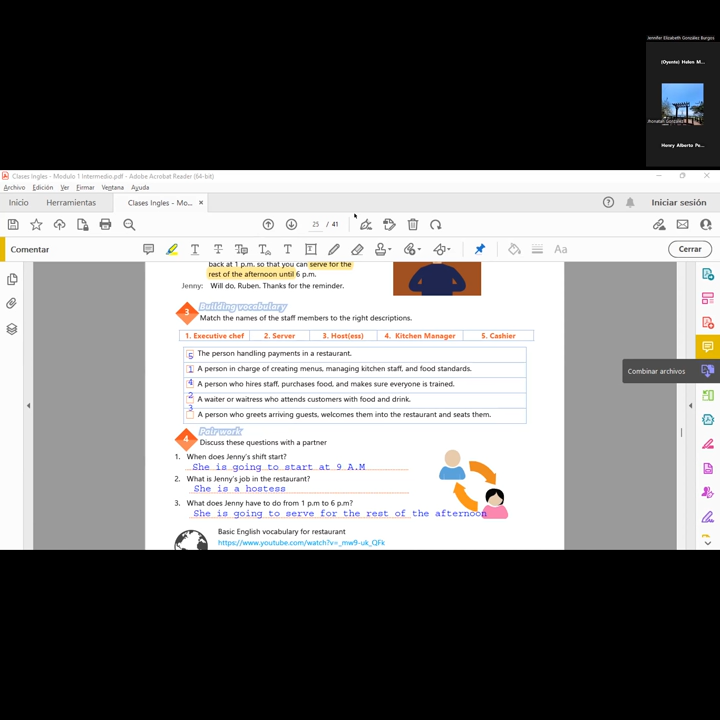 Jennifer Elizabeth González Burgos
(Oyente) Helen M...
Jhonatan González
Henry Alberto Pe...
Clases Ingles - Modulo 1 Intermedio.pdf - Adobe Acrobat Reader (64-bit)
Archivo Edición Ver Firmar Ventana Ayuda
Inicio Herramientas Clases Ingles - Mo... Iniciar sesión
25 / 41
Comentar Aa Cerrar
back at 1 p.m, so that you can serve for the
rest of the afternoon until 6 p.m.
Jenny: Will do, Ruben. Thanks for the reminder.
3 Building vocabulary
Match the names of the staff members to the right descriptions.
1. Executive chef 2. Server 3. Host(ess) 4. Kitchen Manager 5. Cashier
5 The person handling payments in a restaurant.
1 A person in charge of creating menus, managing kitchen staff, and food standards.
4 A person who hires staff, purchases food, and makes sure everyone is trained.
2 A waiter or waitress who attends customers with food and drink.
3 A person who greets arriving guests, welcomes them into the restaurant and seats them.
Combinar archivos
4 Pair work
Discuss these questions with a partner
1. When does Jenny's shift start?
She is going to start at 9 A.M
2. What is Jenny's job in the restaurant?
She is a hostess
3. What does Jenny have to do from 1 p.m to 6 p.m?
She is going to serve for the rest of the afternoon
Basic English vocabulary for restaurant
https://www.youtube.com/watch?v=_mw9-uk_QFk